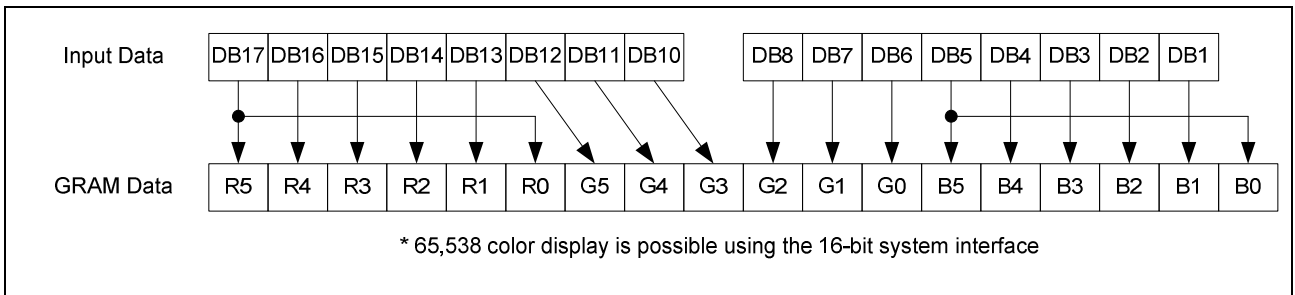 Input Data DB17 DB16 DB15 DB14 DB13 DB12 DB11 DB10 DB8 DB7 DB6 DB5 DB4 DB3 DB2 DB1
GRAM Data R5 R4 R3 R2 R1 R0 G5 G4 G3 G2 G1 G0 B5 B4 B3 B2 B1 B0
* 65,538 color display is possible using the 16-bit system interface